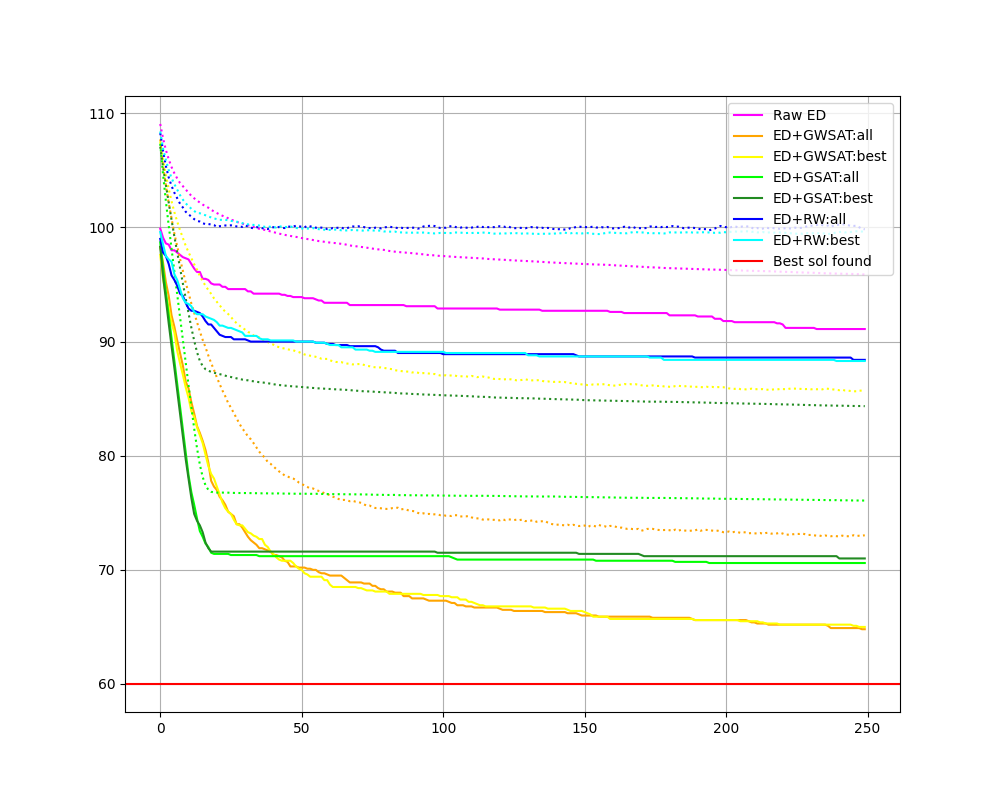 110
100
90
80
70
60
0
50
100
150
200
250
Raw ED
ED+GWSAT:all
ED+GWSAT:best
ED+GSAT:all
ED+GSAT:best
ED+RW:all
ED+RW:best
Best sol found